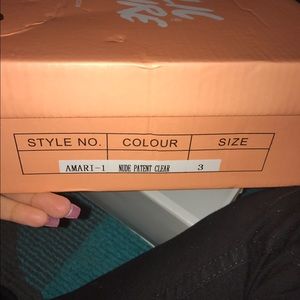 STYLE NO. COLOUR SIZE
AMARI-1 NUDE PATENT CLEAR 3